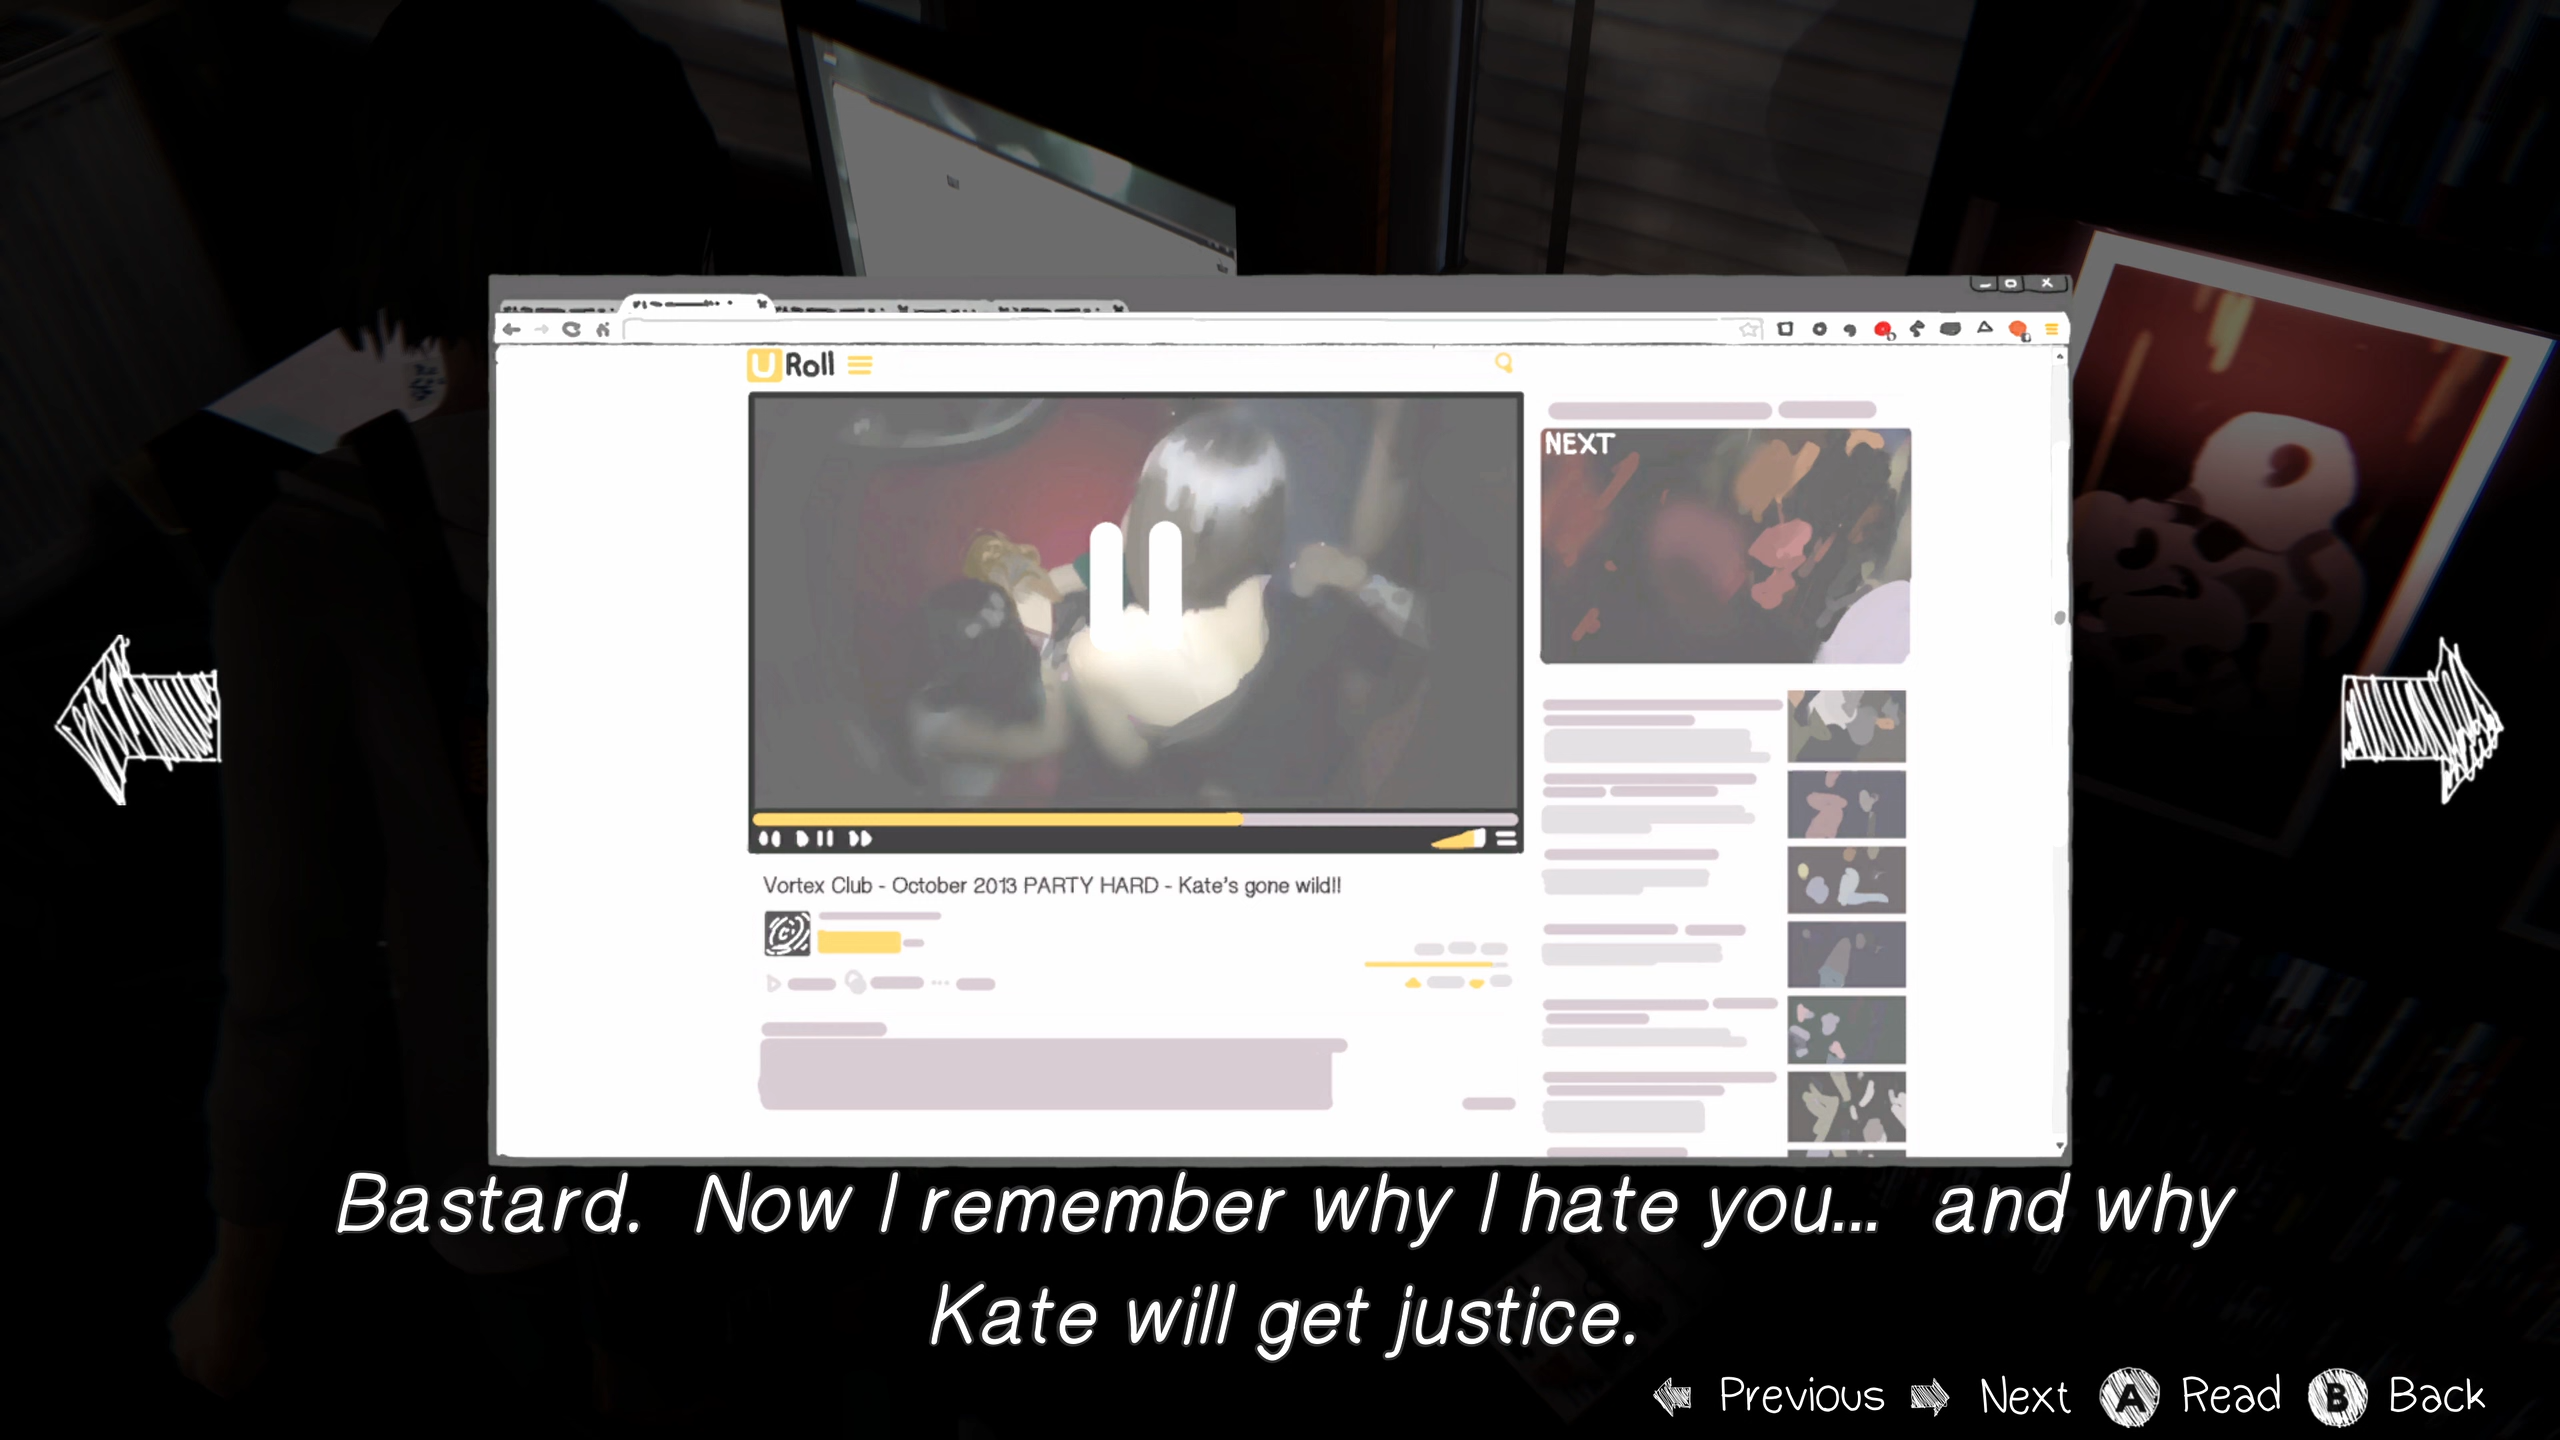 U Roll
NEXT
Vortex Club - October 2013 PARTY HARD - Kate's gone wild!!
Bastard. Now I remember why I hate you... and why
Kate will get justice.
Previous Next A Read B Back